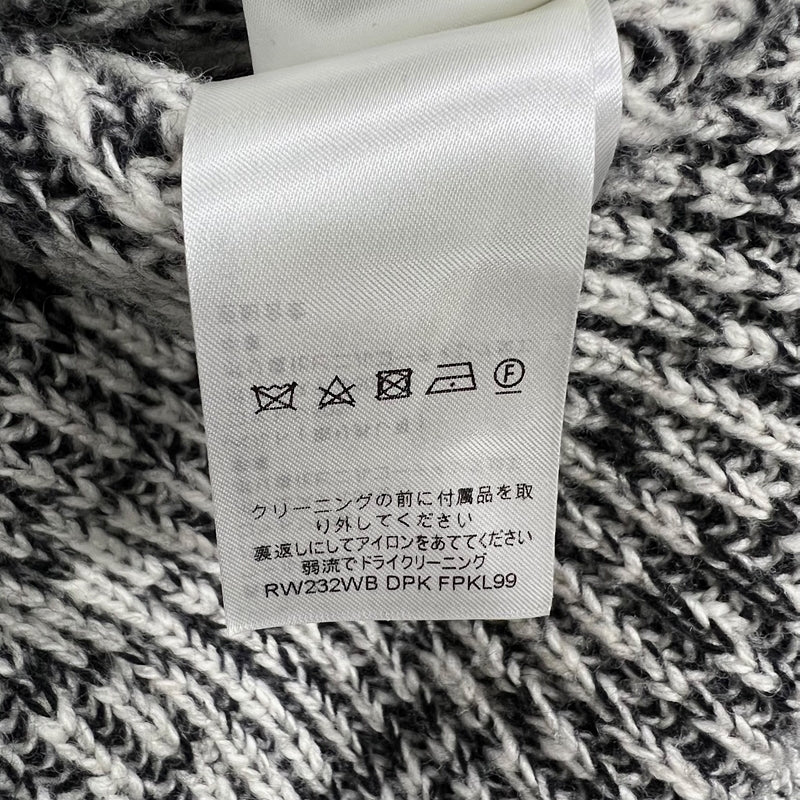 F
クリーニングの前に付属品を取
り外してください
裏返しにしてアイロンをあててください
弱流でドライクリーニング
RW232WB DPK FPKL99